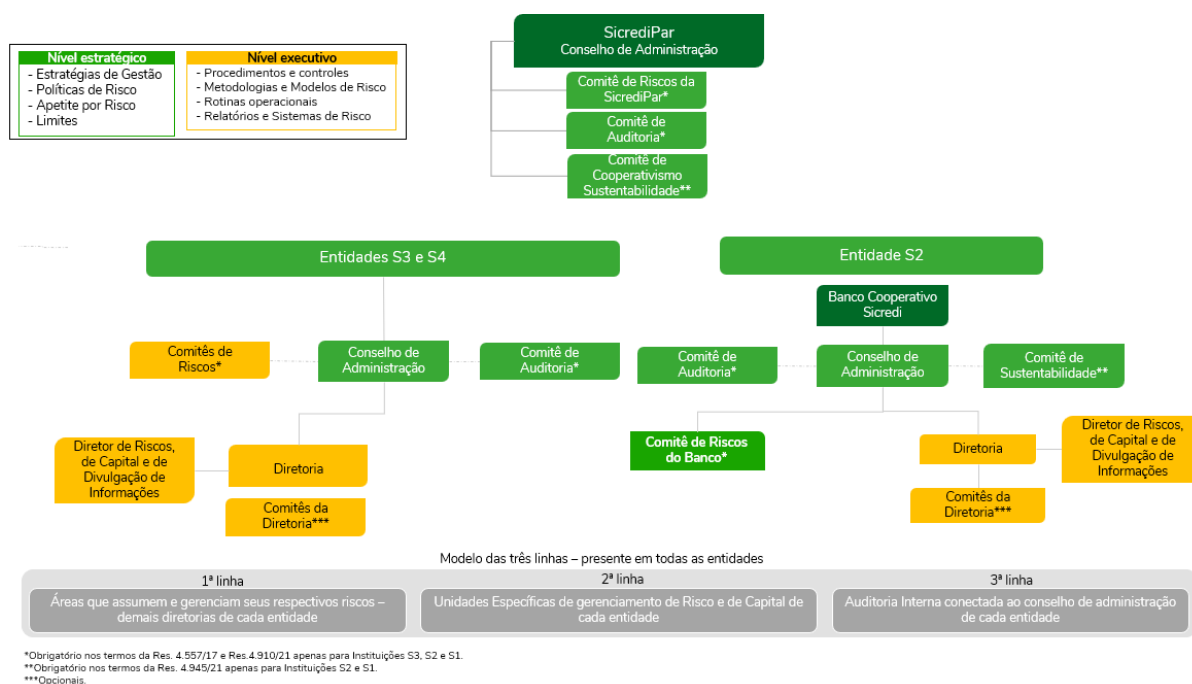 SicrediPar
Conselho de Administração
Nível estratégico
- Estratégias de Gestão
- Políticas de Risco
- Apetite por Risco
- Limites
Nível executivo
- Procedimentos e controles
- Metodologias e Modelos de Risco
- Rotinas operacionais
- Relatórios e Sistemas de Risco
Comitê de Riscos da
SicrediPar*
Comitê de
Auditoria*
Comitê de
Cooperativismo
Sustentabilidade**
Entidades S3 e S4
Comitês de
Riscos*
Conselho de
Administração
Comitê de
Auditoria*
Diretor de Riscos,
de Capital e de
Divulgação de
Informações
Diretoria
Comitês da
Diretoria***
Entidade S2
Banco Cooperativo
Sicredi
Comitê de
Auditoria*
Conselho de
Administração
Comitê de
Sustentabilidade**
Comitê de Riscos
do Banco*
Diretoria
Diretor de Riscos,
de Capital e de
Divulgação de
Informações
Comitês da
Diretoria***
Modelo das três linhas – presente em todas as entidades
1ª linha
Áreas que assumem e gerenciam seus respectivos riscos –
demais diretorias de cada entidade
2ª linha
Unidades Específicas de gerenciamento de Risco e de Capital de
cada entidade
3ª linha
Auditoria Interna conectada ao conselho de administração
de cada entidade
*Obrigatório nos termos da Res. 4.557/17 e Res.4.910/21 apenas para Instituições S3, S2 e S1.
**Obrigatório nos termos da Res. 4.945/21 apenas para Instituições S2 e S1.
***Opcionais.